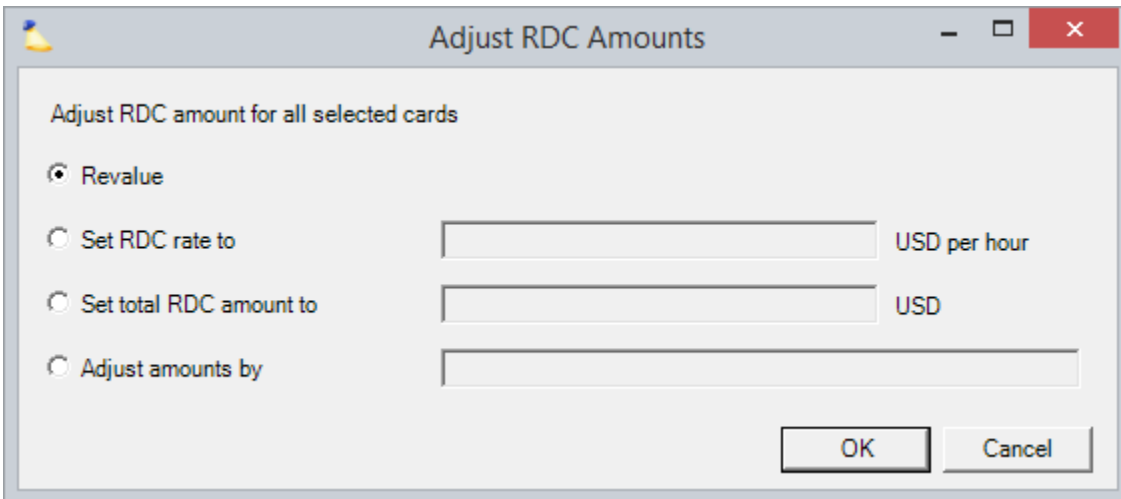 Adjust RDC Amounts
Adjust RDC amount for all selected cards
Revalue
Set RDC rate to USD per hour
Set total RDC amount to USD
Adjust amounts by
OK Cancel